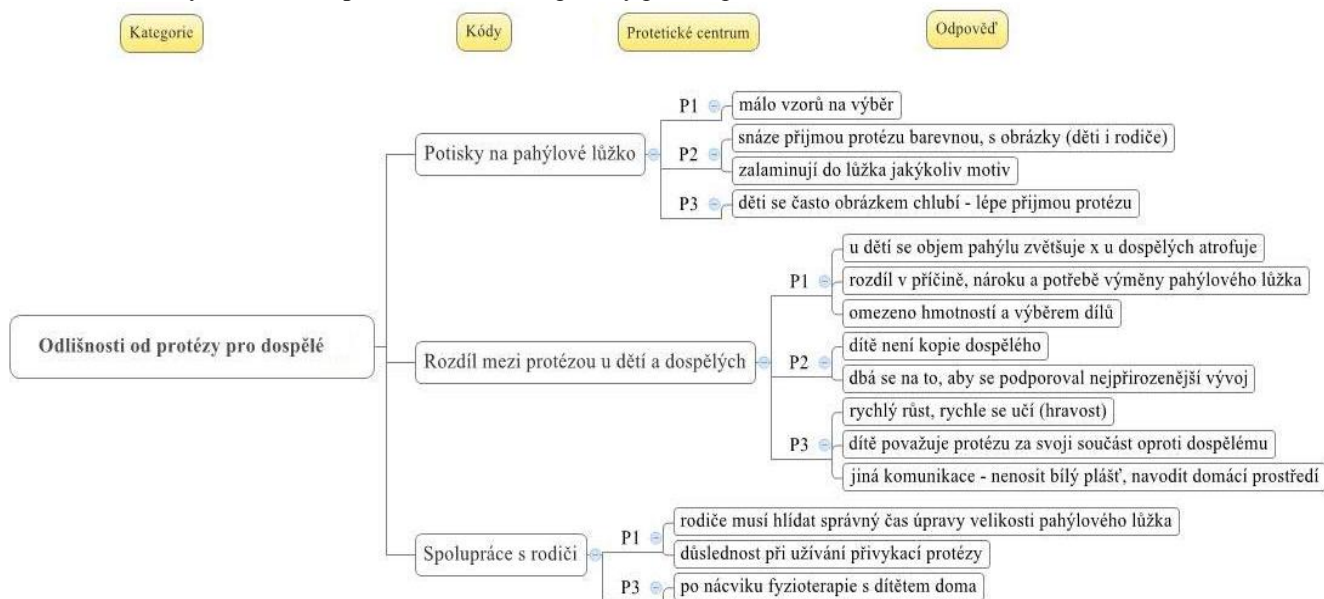 Kategorie
Kódy
Protetické centrum
Odpověď
P1
málo vzorů na výběr
Potisky na pahýlové lůžko
P2
snáze přijmou protézu barevnou, s obrázky (děti i rodiče)
zalaminují do lůžka jakýkoliv motiv
P3
děti se často obrázkem chlubí - lépe přijmou protézu
Odlišnosti od protézy pro dospělé
Rozdíl mezi protézou u dětí a dospělých
P1
u dětí se objem pahýlu zvětšuje x u dospělých atrofuje
rozdíl v příčině, nároku a potřebě výměny pahýlového lůžka
omezeno hmotností a výběrem dílů
P2
dítě není kopie dospělého
dbá se na to, aby se podporoval nejpřirozenější vývoj
P3
rychlý růst, rychle se učí (hravost)
dítě považuje protézu za svoji součást oproti dospělému
jiná komunikace - nenosit bílý plášť, navodit domácí prostředí
Spolupráce s rodiči
P1
rodiče musí hlídat správný čas úpravy velikosti pahýlového lůžka
důslednost při užívání přivykací protézy
P3
po nácviku fyzioterapie s dítětem doma